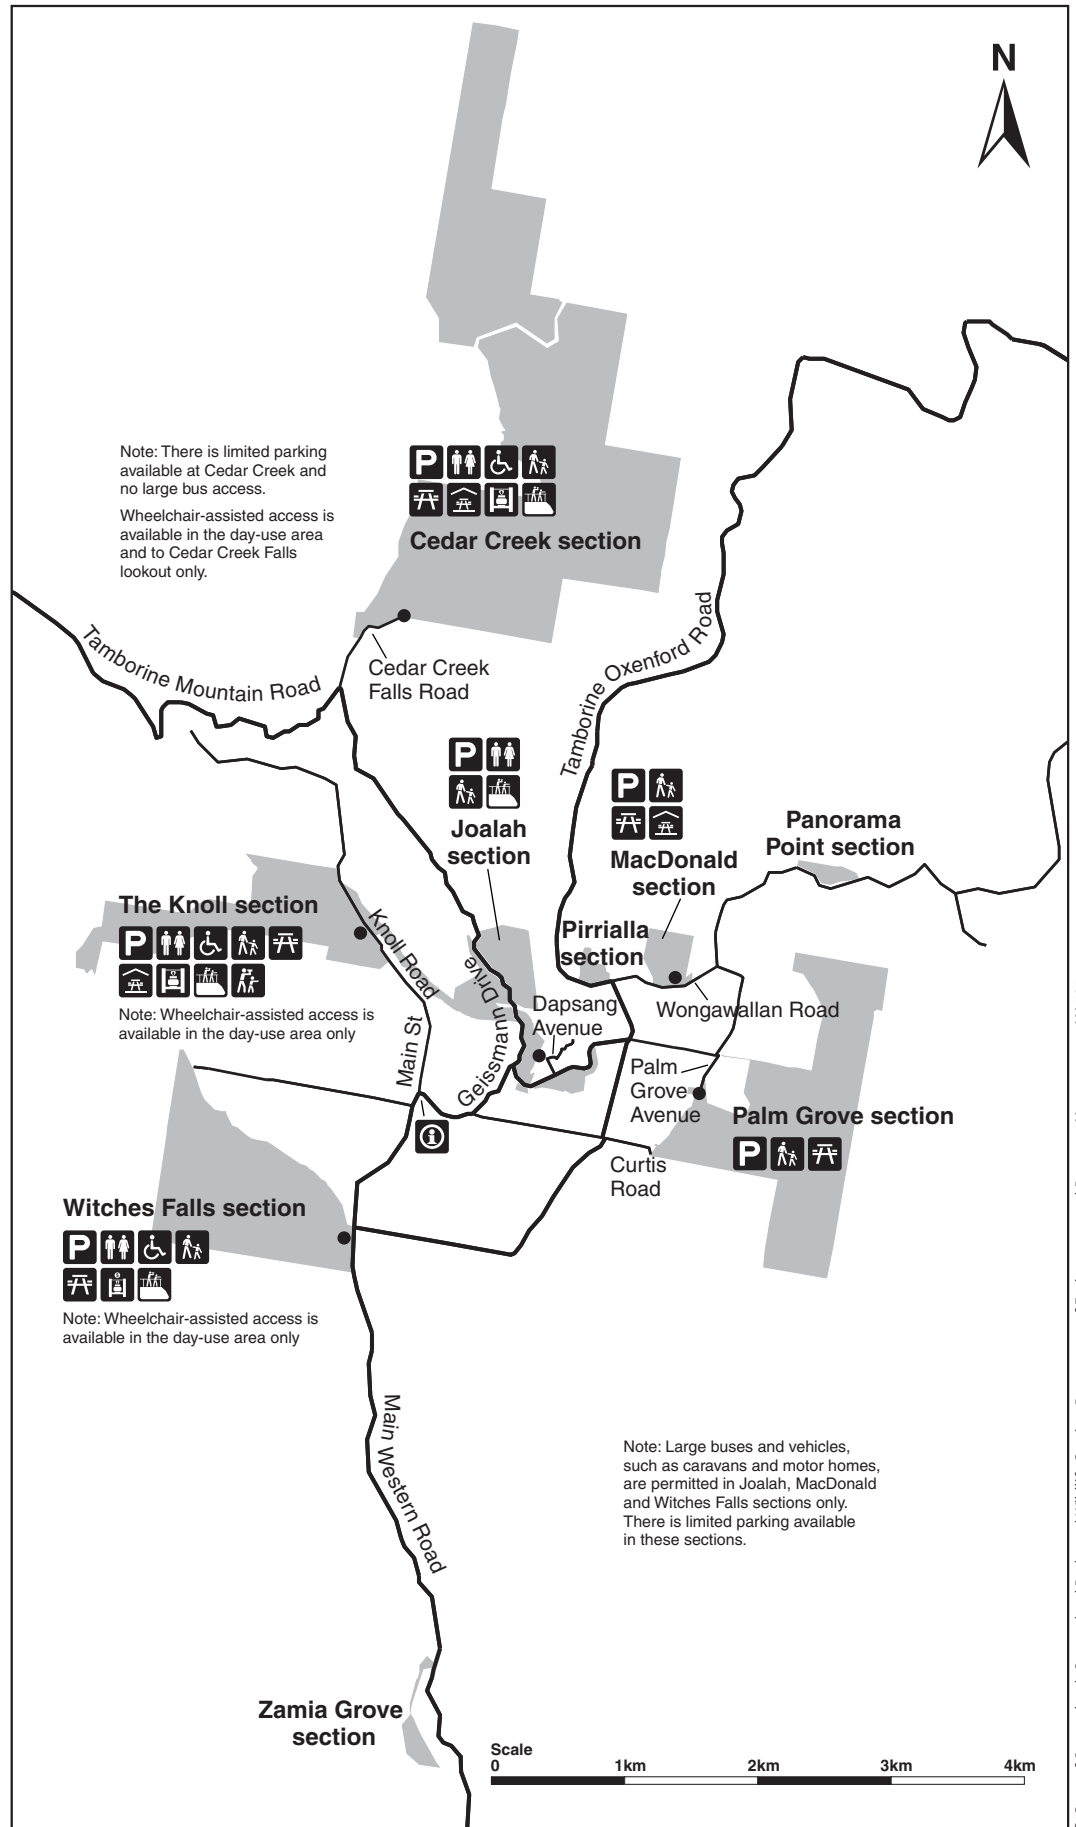 N
Note: There is limited parking
available at Cedar Creek and
no large bus access.
Wheelchair-assisted access is
available in the day-use area
and to Cedar Creek Falls
lookout only.
P
Cedar Creek section
Tamborine Mountain Road
Cedar Creek
Falls Road
Tamborine Oxenford Road
P
Joalah
section
P
MacDonald
section
Panorama
Point section
The Knoll section
P
Note: Wheelchair-assisted access is
available in the day-use area only
Knoll Road
Pirrialla
section
Geissmann Drive
Dapsang
Avenue
Wongawallan Road
Main St
Palm
Grove
Avenue
Palm Grove section
P
i
Curtis
Road
Witches Falls section
P
Note: Wheelchair-assisted access is
available in the day-use area only
Main Western Road
Note: Large buses and vehicles,
such as caravans and motor homes,
are permitted in Joalah, MacDonald
and Witches Falls sections only.
There is limited parking available
in these sections.
Zamia Grove
section
Scale
0 1km 2km 3km 4km